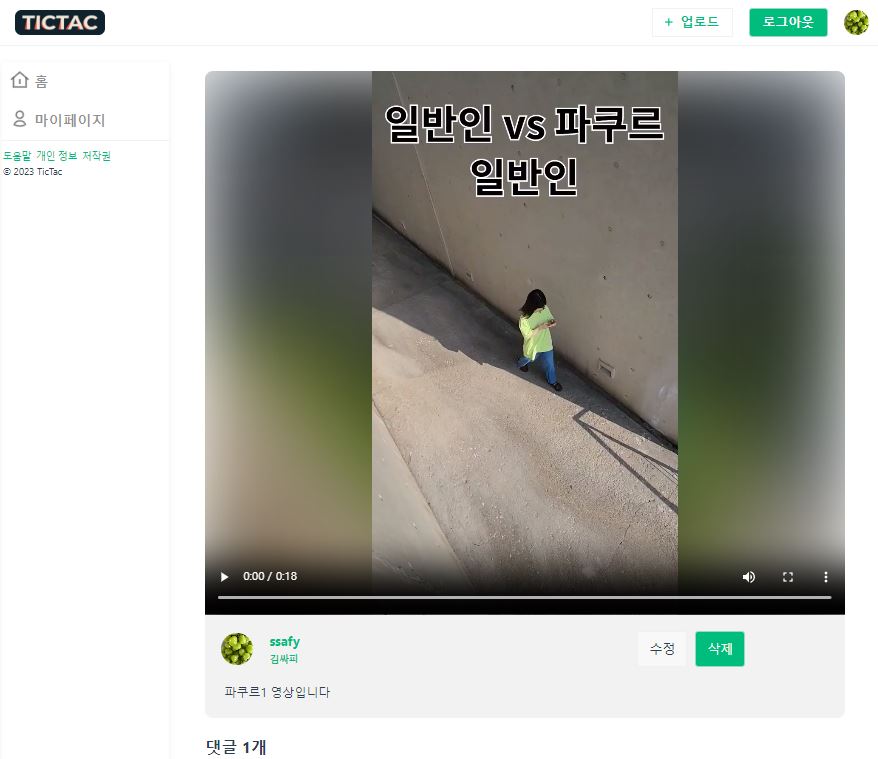 TICTAC
+ 업로드
로그아웃
홈
마이페이지
도움말 개인 정보 저작권
© 2023 TicTac
일반인 vs 파쿠르
일반인
0:00 / 0:18
ssafy
김싸피
수정
삭제
파쿠르1 영상입니다
댓글 1개